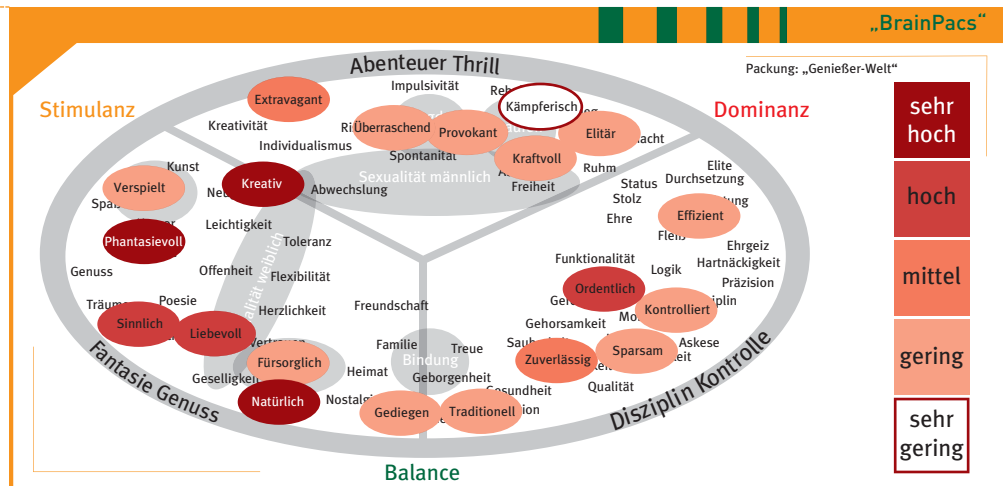 „BrainPacs“
Packung: „Genießer-Welt“
Abenteuer Thrill
Stimulanz
Dominanz
Impulsivität
Extravagant
Kämpferisch
Kreativität
Überraschend
Provokant
Elitär
Individualismus
Spontanität
Kraftvoll
Ruhm
Elite
Kunst
Sexualität männlich
Durchsetzung
Verspielt
Kreativ
Abwechslung
Freiheit
Status
Stolz
Effizient
Leichtigkeit
Ehre
Fleiß
Phantasievoll
Toleranz
Ehrgeiz
Genuss
Offenheit
Flexibilität
Funktionalität
Logik
Hartnäckigkeit
Präzision
Ordentlich
Poesie
Herzlichkeit
Freundschaft
Kontrolliert
Sinnlich
Liebevoll
Gehorsamkeit
Familie
Treue
Askese
Fürsorglich
Bindung
Zuverlässig
Sparsam
Geselligkeit
Heimat
Geborgenheit
Qualität
Natürlich
Gediegen
Traditionell
Fantasie Genuss
Disziplin Kontrolle
Balance
sehr
hoch
hoch
mittel
gering
sehr
gering